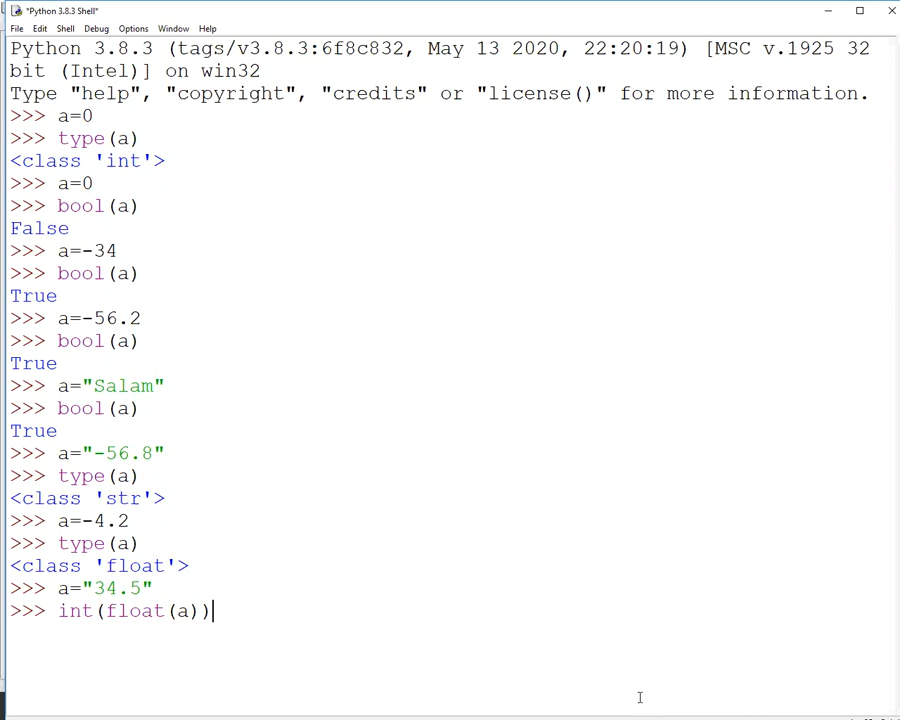 *Python 3.8.3 Shell*
File Edit Shell Debug Options Window Help
Python 3.8.3 (tags/v3.8.3:6f8c832, May 13 2020, 22:20:19) [MSC v.1925 32
bit (Intel)] on win32
Type "help", "copyright", "credits" or "license()" for more information.
>>> a=0
>>> type(a)
<class 'int'>
>>> a=0
>>> bool(a)
False
>>> a=-34
>>> bool(a)
True
>>> a=-56.2
>>> bool(a)
True
>>> a="Salam"
>>> bool(a)
True
>>> a="-56.8"
>>> type(a)
<class 'str'>
>>> a=-4.2
>>> type(a)
<class 'float'>
>>> a="34.5"
>>> int(float(a))